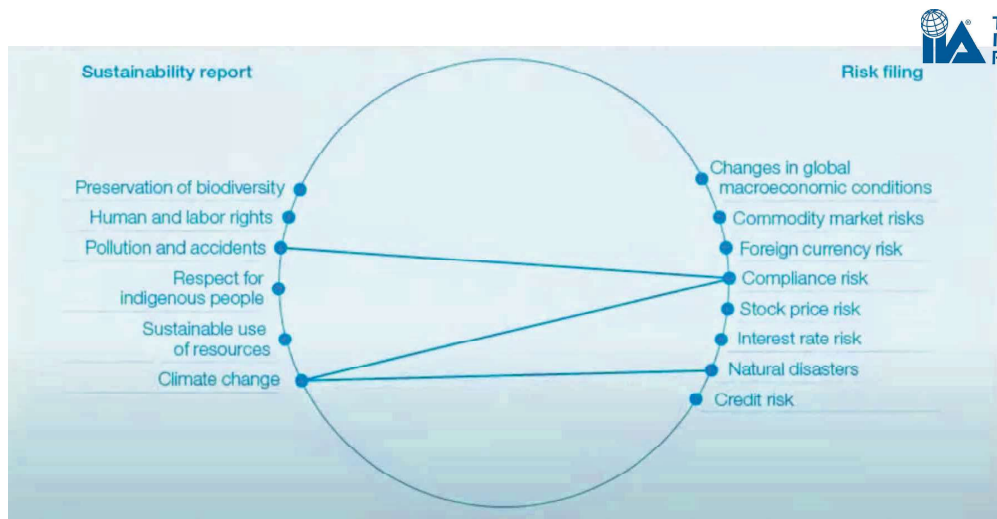 IIA
Sustainability report
Risk filing
Preservation of biodiversity
Human and labor rights
Pollution and accidents
Respect for
indigenous people
Sustainable use
of resources
Climate change
Changes in global
macroeconomic conditions
Commodity market risks
Foreign currency risk
Compliance risk
Stock price risk
Interest rate risk
Natural disasters
Credit risk